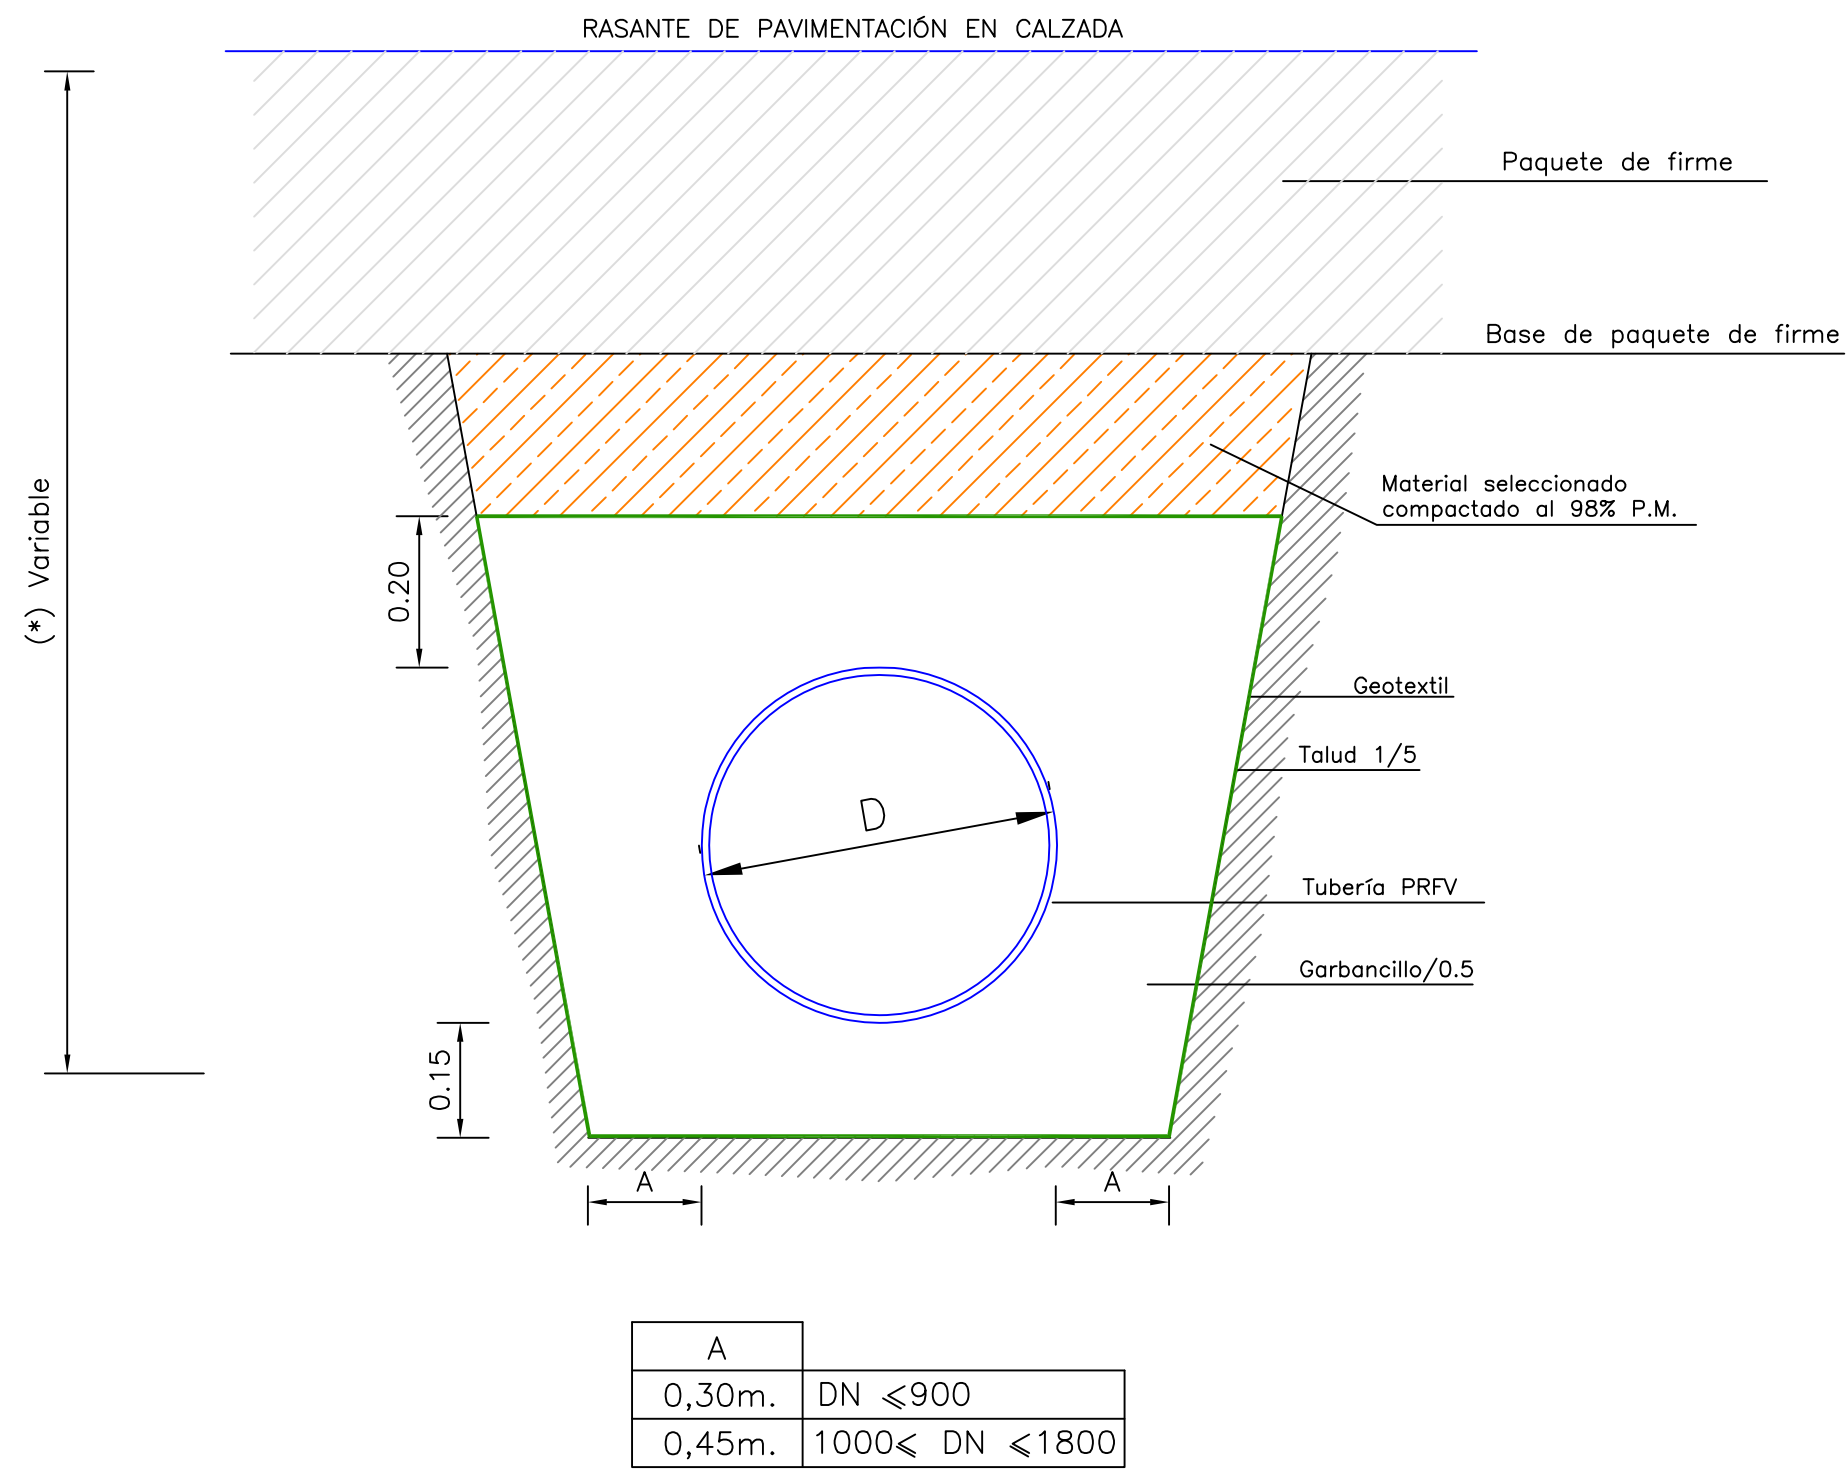 RASANTE DE PAVIMENTACIÓN EN CALZADA
Paquete de firme
Base de paquete de firme
(*) Variable
Material seleccionado
compactado al 98% P.M.
0.20
Geotextil
Talud 1/5
D
Tubería PRFV
Garbancillo/0.5
0.15
A
A
A
0,30m. DN ⩽900
0,45m. 1000⩽ DN ⩽1800